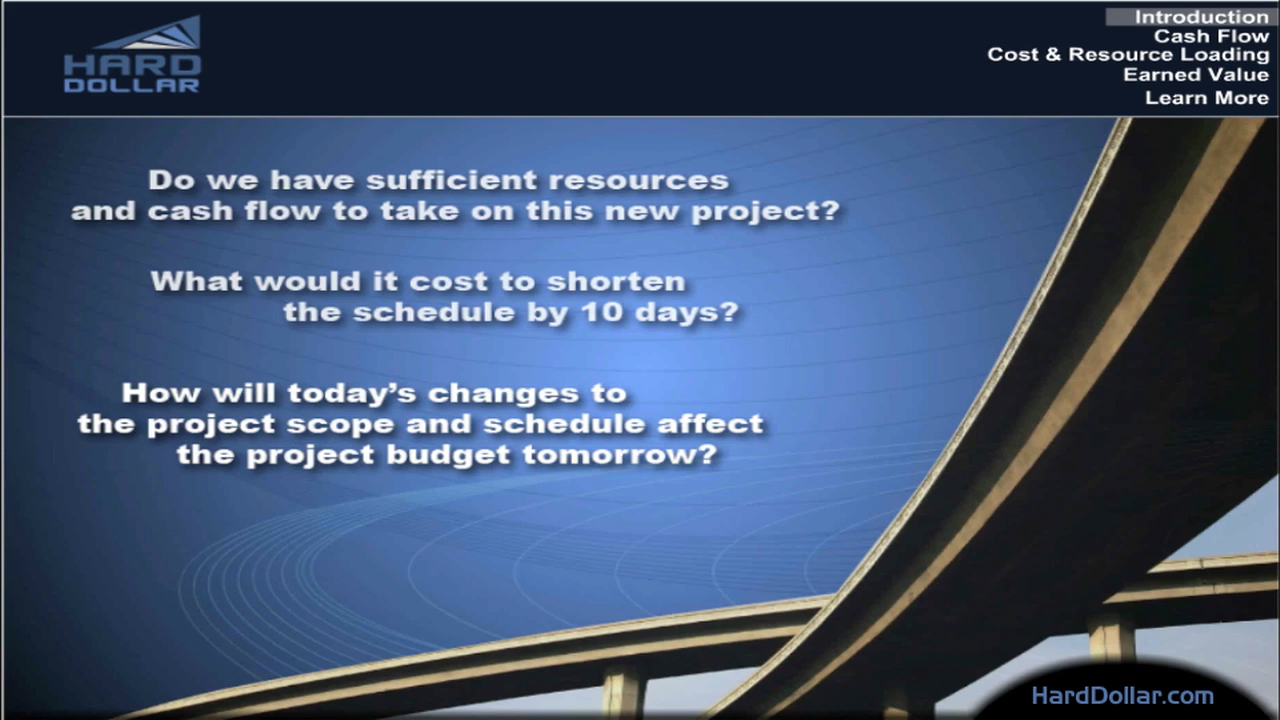 HARD
DOLLAR
Introduction
Cash Flow
Cost & Resource Loading
Earned Value
Learn More
Do we have sufficient resources
and cash flow to take on this new project?
What would it cost to shorten
the schedule by 10 days?
How will today’s changes to
the project scope and schedule affect
the project budget tomorrow?
HardDollar.com